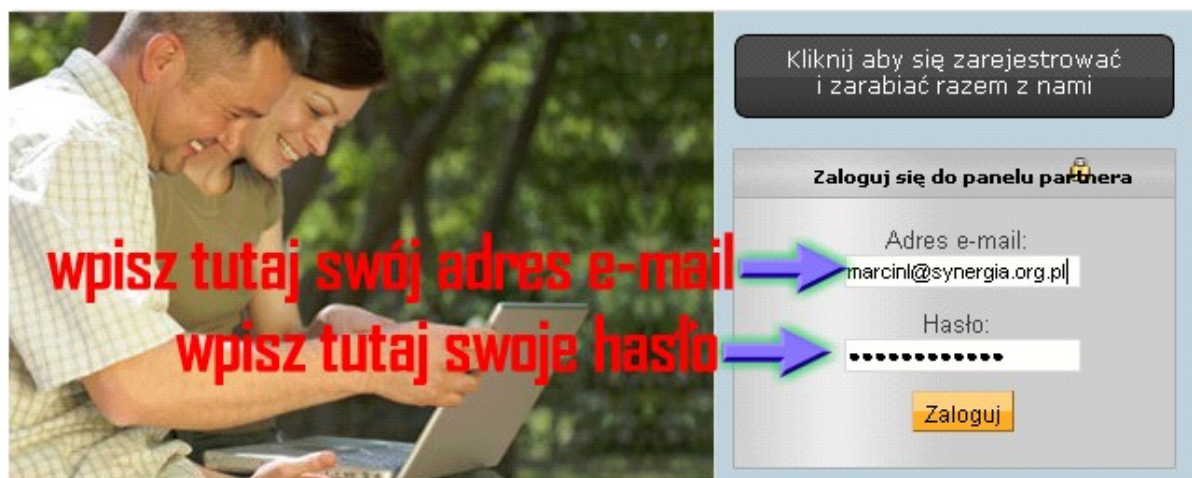 Kliknij aby się zarejestrować
i zarabiać razem z nami
Zaloguj się do panelu partnera
wpisz tutaj swój adres e-mail
Adres e-mail:
marcinl@synergia.org.pl
wpisz tutaj swoje hasło
Hasło:
••••••••••••
Zaloguj